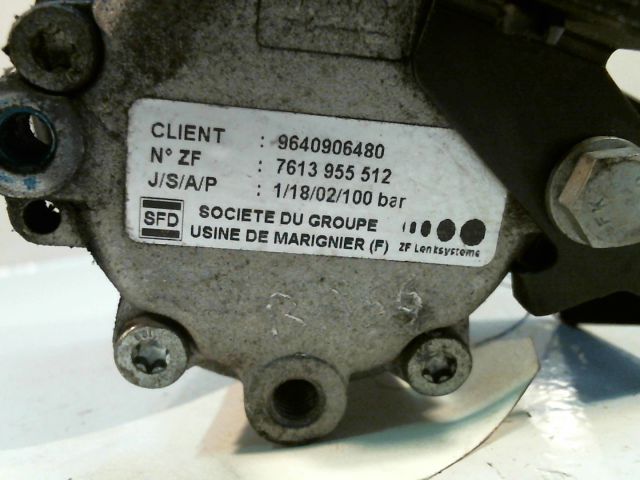 CLIENT : 9640906480
N° ZF : 7613 955 512
J/S/A/P : 1/18/02/100 bar
SFD SOCIETE DU GROUPE
USINE DE MARIGNIER (F) ZF Lenksysteme